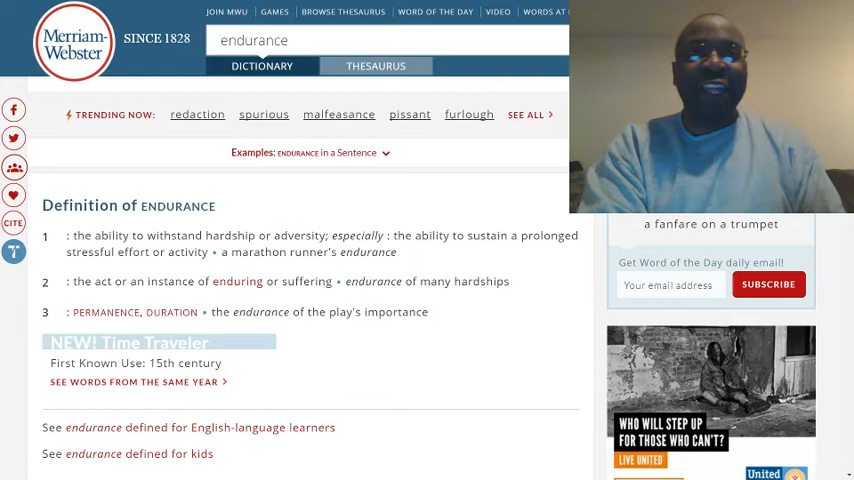 JOIN MWU GAMES BROWSE THESAURUS WORD OF THE DAY VIDEO WORDS AT
Merriam-
Webster
SINCE 1828
endurance
DICTIONARY THESAURUS
TRENDING NOW: redaction spurious malfeasance pissant furlough SEE ALL >
Examples: ENDURANCE in a Sentence
Definition of ENDURANCE
1 : the ability to withstand hardship or adversity; especially : the ability to sustain a prolonged
stressful effort or activity • a marathon runner's endurance
2 : the act or an instance of enduring or suffering • endurance of many hardships
3 : PERMANENCE, DURATION • the endurance of the play's importance
NEW! Time Traveler
First Known Use: 15th century
SEE WORDS FROM THE SAME YEAR >
See endurance defined for English-language learners
See endurance defined for kids
CITE
a fanfare on a trumpet
Get Word of the Day daily email!
Your email address SUBSCRIBE
WHO WILL STEP UP
FOR THOSE WHO CAN'T?
LIVE UNITED
United